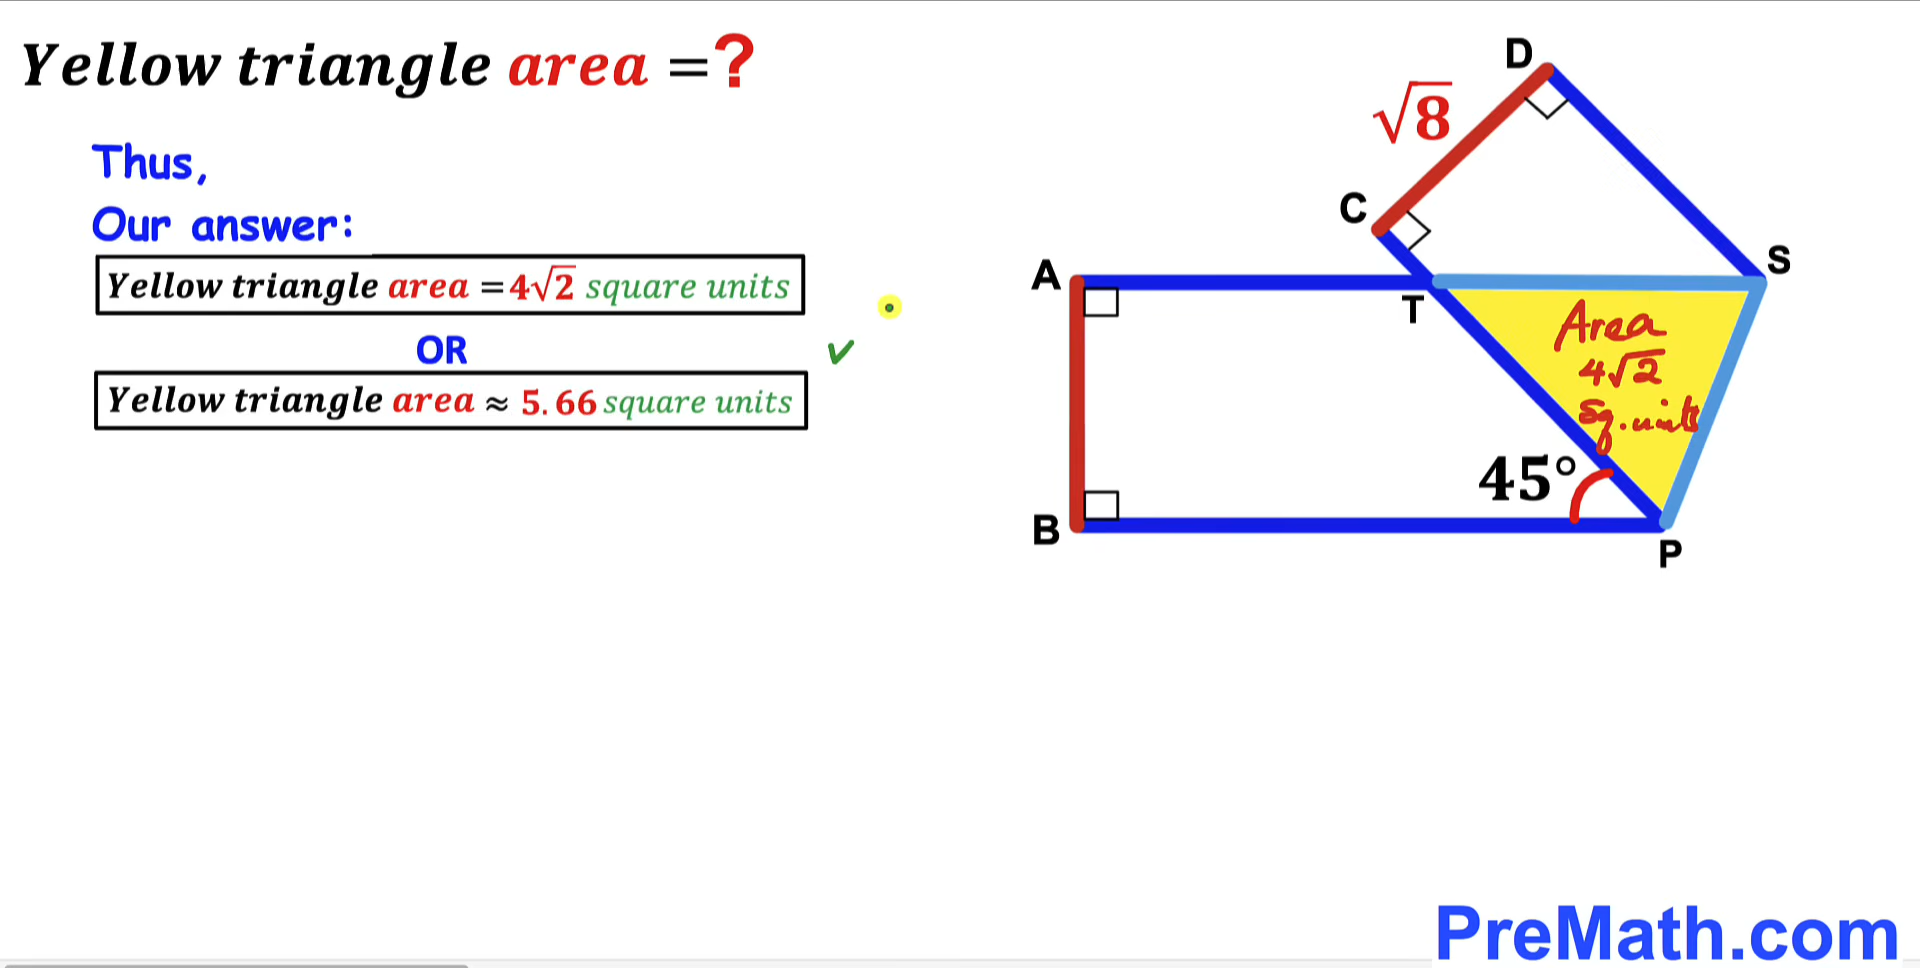 Yellow triangle area =?
Thus,
Our answer:
Yellow triangle area =4√2 square units
OR
Yellow triangle area ≈ 5.66 square units
✓
D
√8
C
S
A
T
Area
4√2
sq. units
45°
B
P
PreMath.com